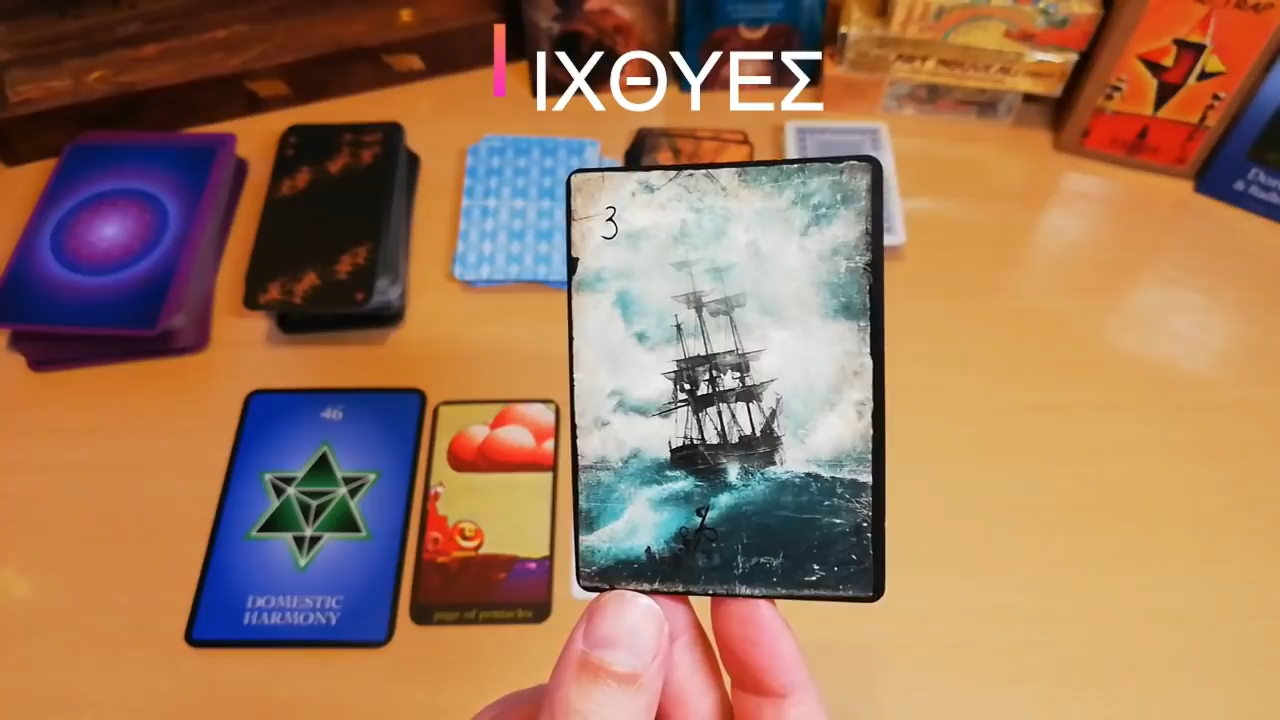 ΙΧΘΥΕΣ
3
46
DOMESTIC
HARMONY
page of pentacles